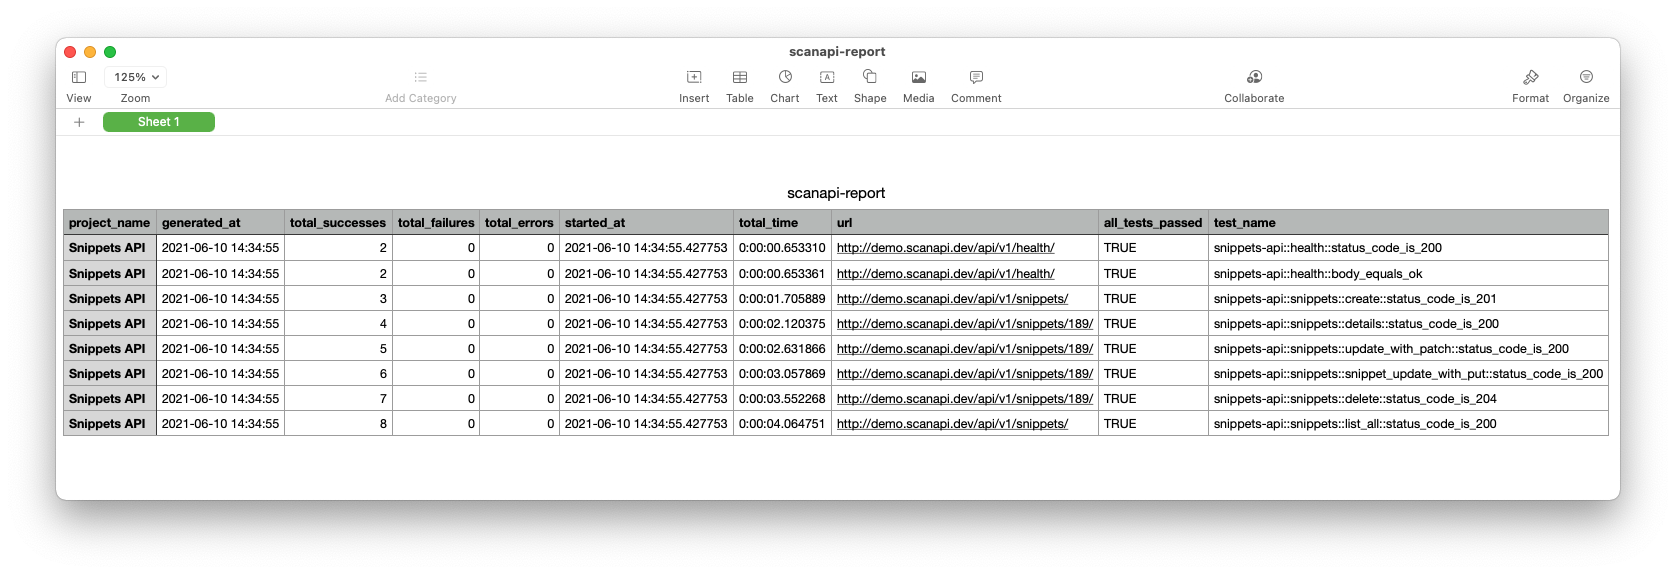 scanapi-report
125%
View Zoom Add Category Insert Table Chart Text Shape Media Comment Collaborate Format Organize
+ Sheet 1
scanapi-report
project_name generated_at total_successes total_failures total_errors started_at total_time url all_tests_passed test_name
Snippets API 2021-06-10 14:34:55 2 0 0 2021-06-10 14:34:55.427753 0:00:00.653310 http://demo.scanapi.dev/api/v1/health/ TRUE snippets-api::health::status_code_is_200
Snippets API 2021-06-10 14:34:55 2 0 0 2021-06-10 14:34:55.427753 0:00:00.653361 http://demo.scanapi.dev/api/v1/health/ TRUE snippets-api::health::body_equals_ok
Snippets API 2021-06-10 14:34:55 3 0 0 2021-06-10 14:34:55.427753 0:00:01.705889 http://demo.scanapi.dev/api/v1/snippets/ TRUE snippets-api::snippets::create::status_code_is_201
Snippets API 2021-06-10 14:34:55 4 0 0 2021-06-10 14:34:55.427753 0:00:02.120375 http://demo.scanapi.dev/api/v1/snippets/189/ TRUE snippets-api::snippets::details::status_code_is_200
Snippets API 2021-06-10 14:34:55 5 0 0 2021-06-10 14:34:55.427753 0:00:02.631866 http://demo.scanapi.dev/api/v1/snippets/189/ TRUE snippets-api::snippets::update_with_patch::status_code_is_200
Snippets API 2021-06-10 14:34:55 6 0 0 2021-06-10 14:34:55.427753 0:00:03.057869 http://demo.scanapi.dev/api/v1/snippets/189/ TRUE snippets-api::snippets::snippet_update_with_put::status_code_is_200
Snippets API 2021-06-10 14:34:55 7 0 0 2021-06-10 14:34:55.427753 0:00:03.552268 http://demo.scanapi.dev/api/v1/snippets/189/ TRUE snippets-api::snippets::delete::status_code_is_204
Snippets API 2021-06-10 14:34:55 8 0 0 2021-06-10 14:34:55.427753 0:00:04.064751 http://demo.scanapi.dev/api/v1/snippets/ TRUE snippets-api::snippets::list_all::status_code_is_200